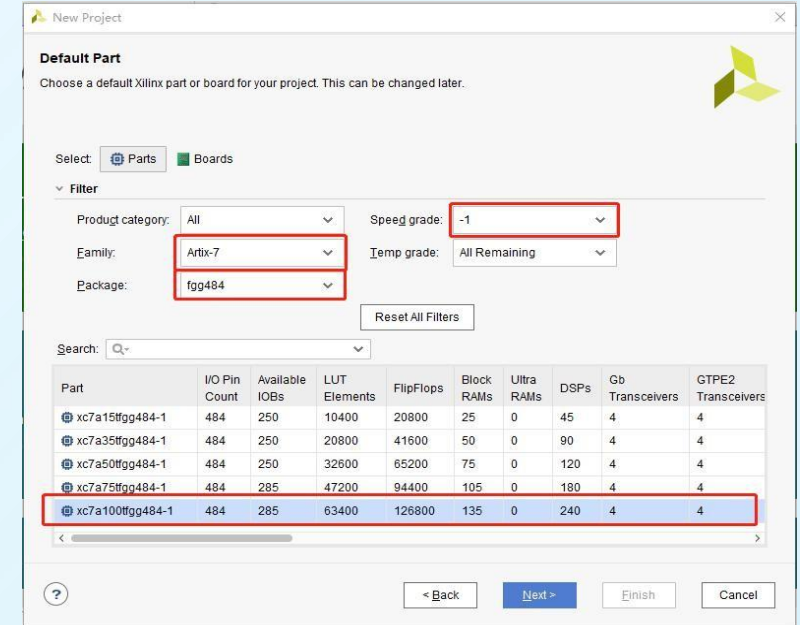 New Project
Default Part
Choose a default Xilinx part or board for your project. This can be changed later.
Select: Parts Boards
Filter
Product category: All Speed grade: -1
Family: Artix-7 Temp grade: All Remaining
Package: fgg484
Reset All Filters
Search: Q-
Part I/O Pin Count Available IOBs LUT Elements FlipFlops Block RAMs Ultra RAMs DSPs Gb Transceivers GTPE2 Transceivers
xc7a15tfgg484-1 484 250 10400 20800 25 0 45 4 4
xc7a35tfgg484-1 484 250 20800 41600 50 0 90 4 4
xc7a50tfgg484-1 484 250 32600 65200 75 0 120 4 4
xc7a75tfgg484-1 484 285 47200 94400 105 0 180 4 4
xc7a100tfgg484-1 484 285 63400 126800 135 0 240 4 4
? < Back Next > Finish Cancel